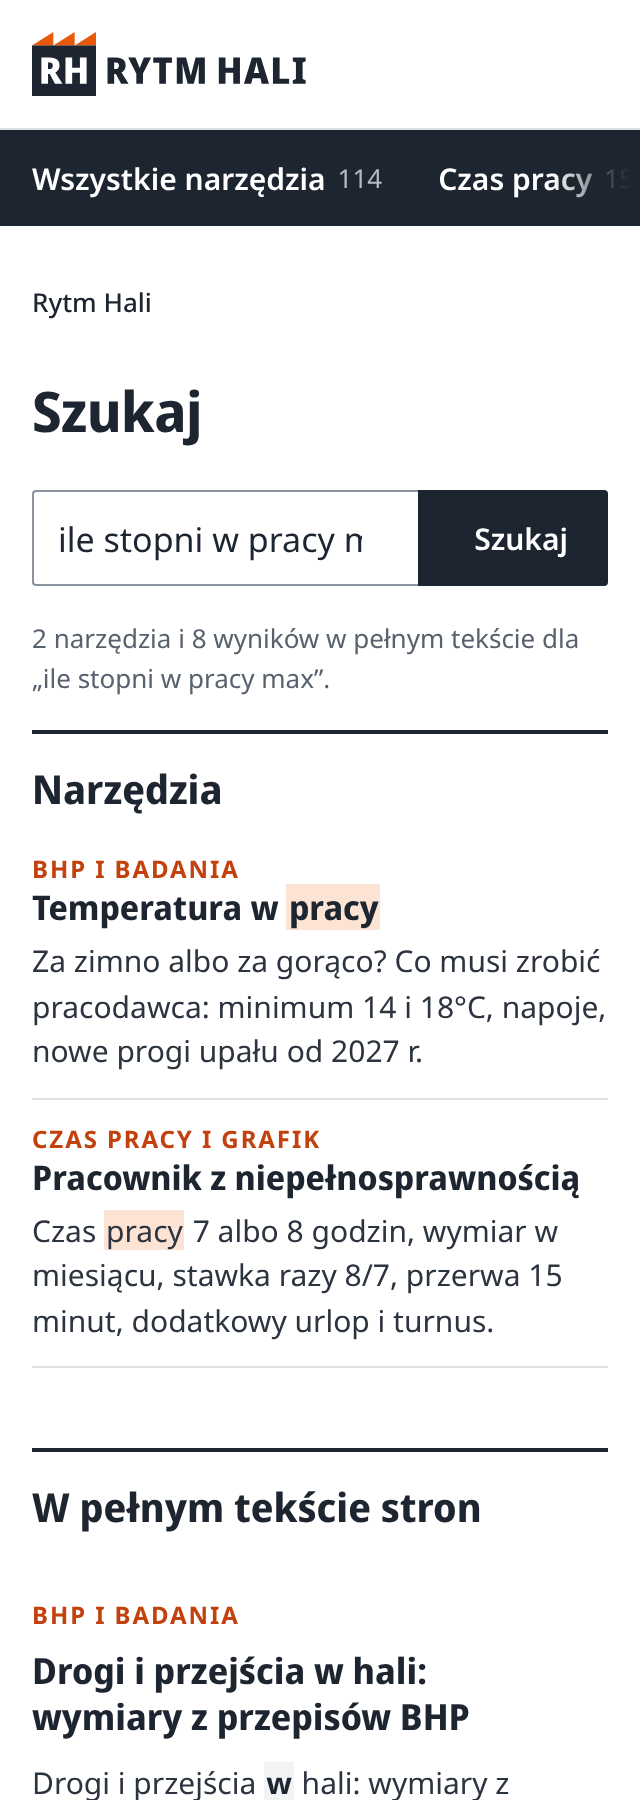 RH RYTM HALI
Wszystkie narzędzia 114 Czas pracy 15
Rytm Hali
Szukaj
ile stopni w pracy m Szukaj
2 narzędzia i 8 wyników w pełnym tekście dla
„ile stopni w pracy max”.
Narzędzia
BHP I BADANIA
Temperatura w pracy
Za zimno albo za gorąco? Co musi zrobić
pracodawca: minimum 14 i 18°C, napoje,
nowe progi upału od 2027 r.
CZAS PRACY I GRAFIK
Pracownik z niepełnosprawnością
Czas pracy 7 albo 8 godzin, wymiar w
miesiącu, stawka razy 8/7, przerwa 15
minut, dodatkowy urlop i turnus.
W pełnym tekście stron
BHP I BADANIA
Drogi i przejścia w hali:
wymiary z przepisów BHP
Drogi i przejścia w hali: wymiary z